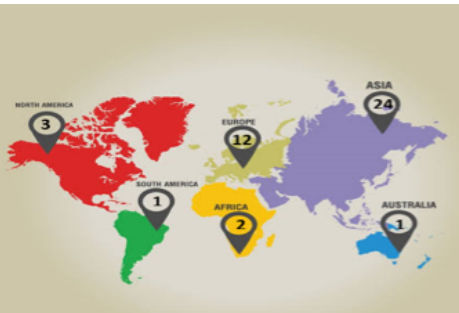 ASIA
24
NORTH AMERICA
3
EUROPE
12
SOUTH AMERICA
1
AFRICA
2
AUSTRALIA
1